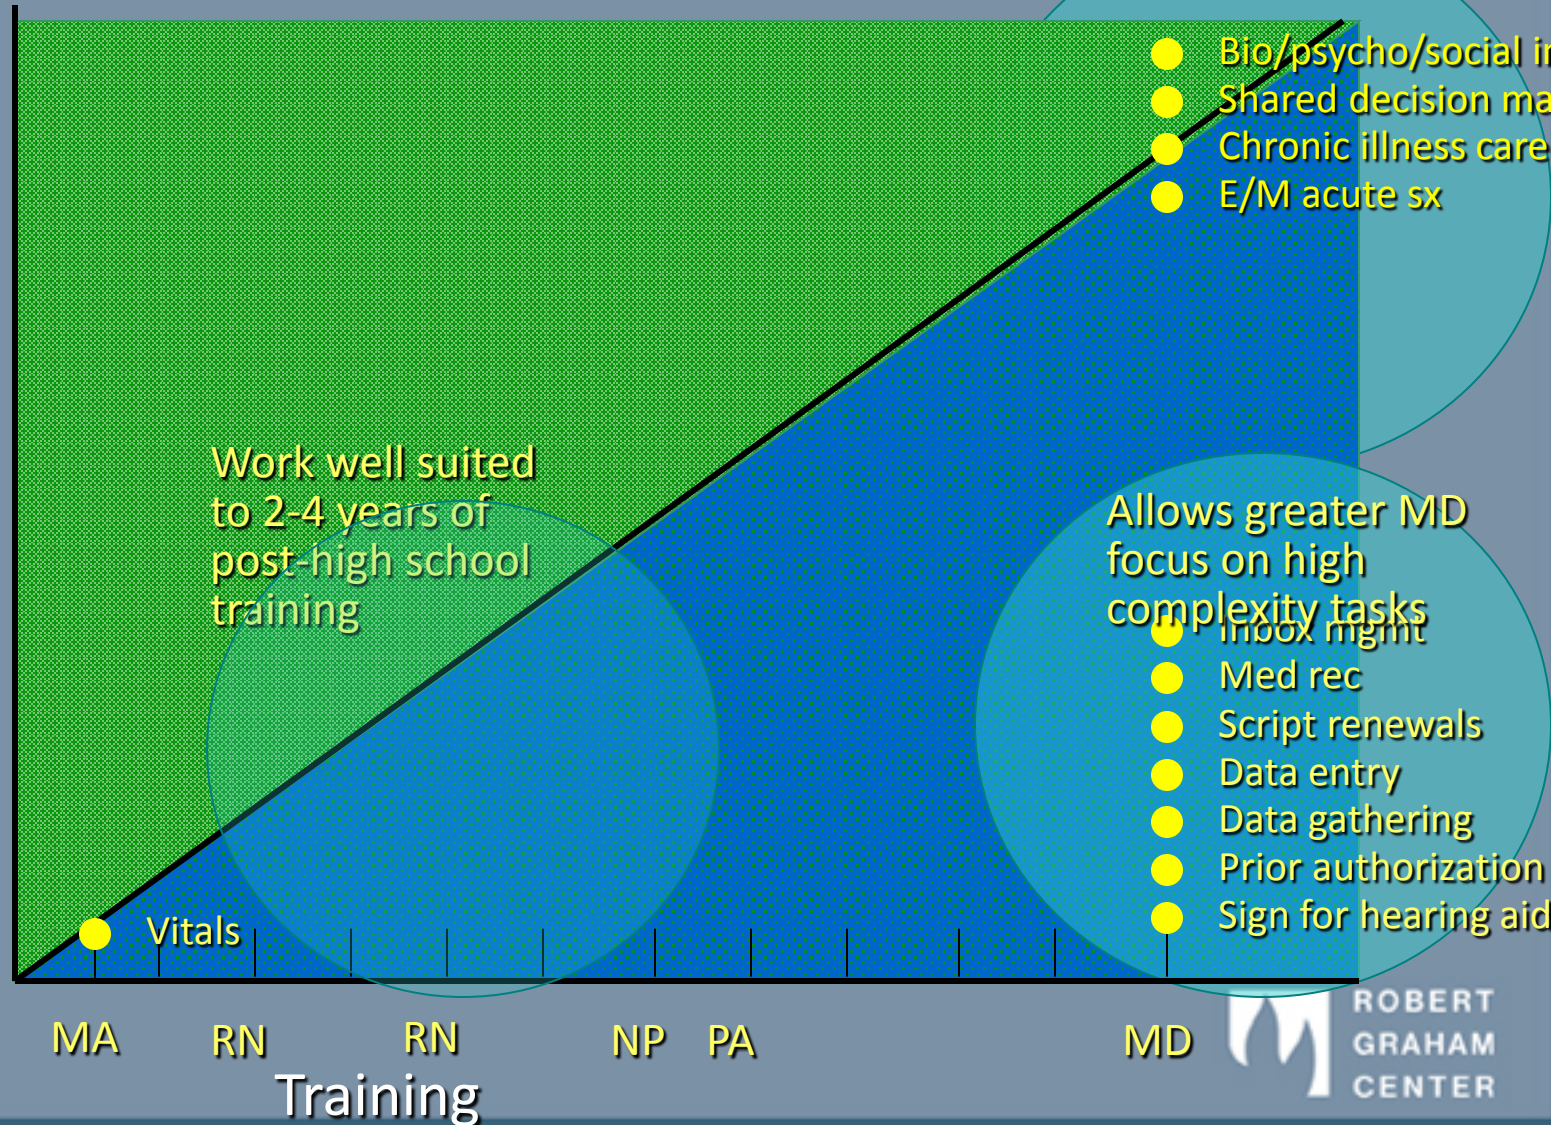 Bio/psycho/social
Shared decision
Chronic illness care
E/M acute sx
Work well suited
to 2-4 years of
post-high school
training
Allows greater MD
focus on high
complexity tasks
Inbox mgmt
Med rec
Script renewals
Data entry
Data gathering
Prior authorization
Sign for hearing aid
Vitals
MA RN RN NP PA MD
Training
ROBERT
GRAHAM
CENTER